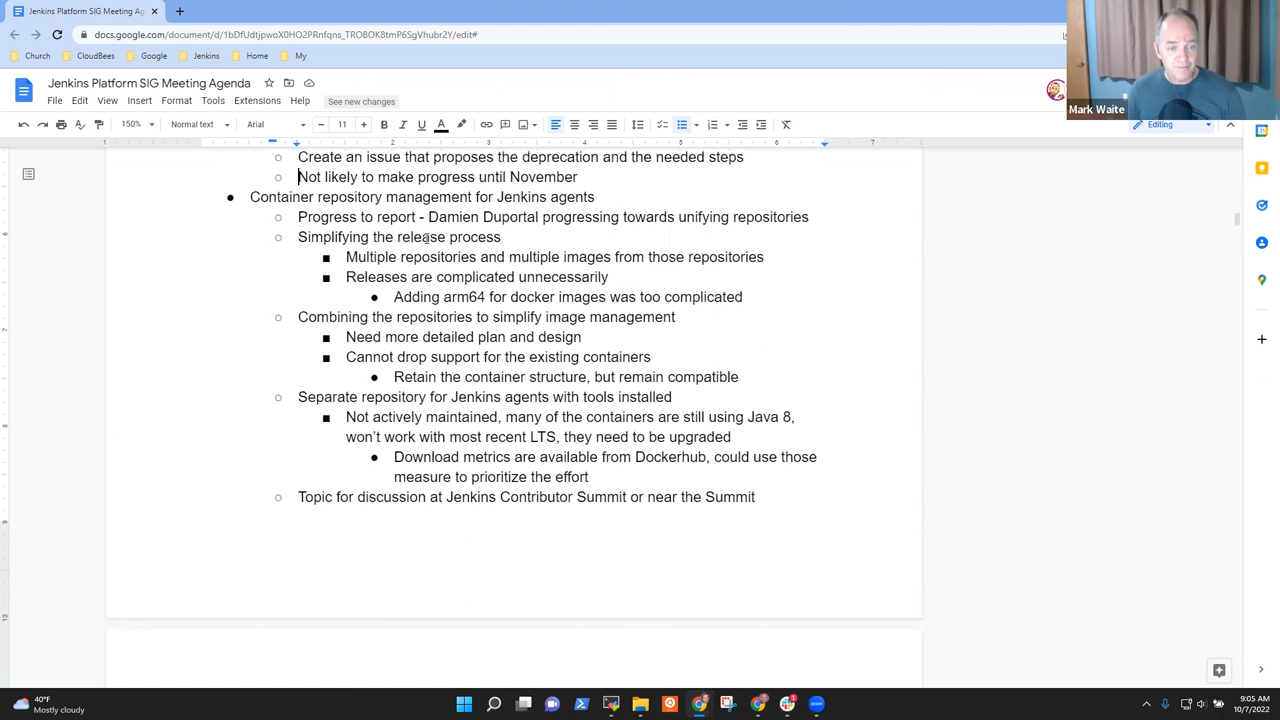 Jenkins Platform SIG Meeting Ag
docs.google.com/document/d/1bDfUdtjpwoX0HO2PRnfqns_TROBOK8tmP6SgVhubr2Y/edit#
Church
CloudBees
Google
Jenkins
Home
My
Jenkins Platform SIG Meeting Agenda
File Edit View Insert Format Tools Extensions Help See new changes
Mark Waite
150% Normal text Arial 11 Editing
1 2 3 4 5 6 7
Create an issue that proposes the deprecation and the needed steps
Not likely to make progress until November
Container repository management for Jenkins agents
Progress to report - Damien Duportal progressing towards unifying repositories
Simplifying the release process
Multiple repositories and multiple images from those repositories
Releases are complicated unnecessarily
Adding arm64 for docker images was too complicated
Combining the repositories to simplify image management
Need more detailed plan and design
Cannot drop support for the existing containers
Retain the container structure, but remain compatible
Separate repository for Jenkins agents with tools installed
Not actively maintained, many of the containers are still using Java 8,
won't work with most recent LTS, they need to be upgraded
Download metrics are available from Dockerhub, could use those
measure to prioritize the effort
Topic for discussion at Jenkins Contributor Summit or near the Summit
40°F
Mostly cloudy
9:05 AM
10/7/2022